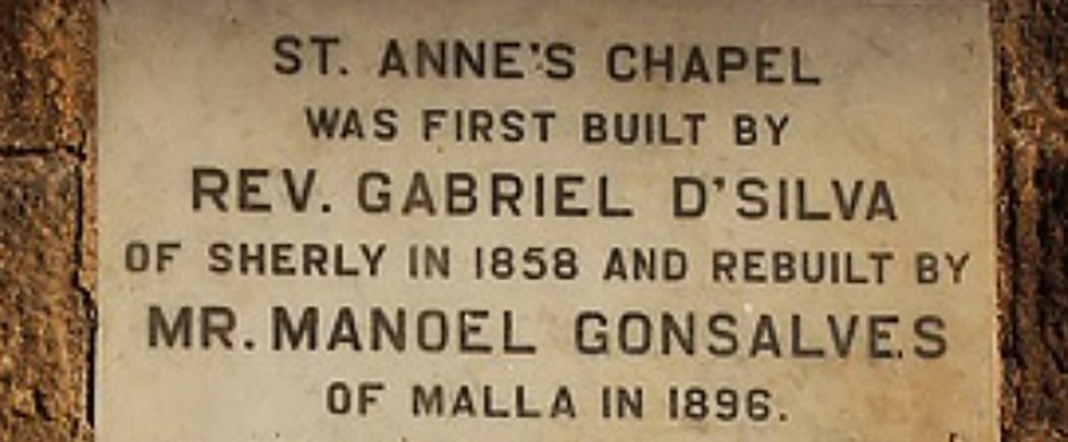 ST. ANNE'S CHAPEL
WAS FIRST BUILT BY
REV. GABRIEL D'SILVA
OF SHERLY IN 1858 AND REBUILT BY
MR. MANOEL GONSALVES
OF MALLA IN 1896.